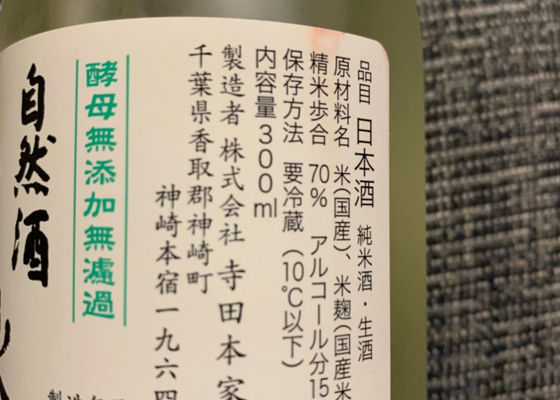 品目 日本酒 純米酒・生酒
原材料名 米(国産)、米麹(国産米
精米歩合 70% アルコール分15
保存方法 要冷蔵 (10℃以下)
内容量300ml
製造者 株式会社 寺田本家
千葉県香取郡神崎町
神崎本宿一九六四
酵母無添加無濾過
自然酒